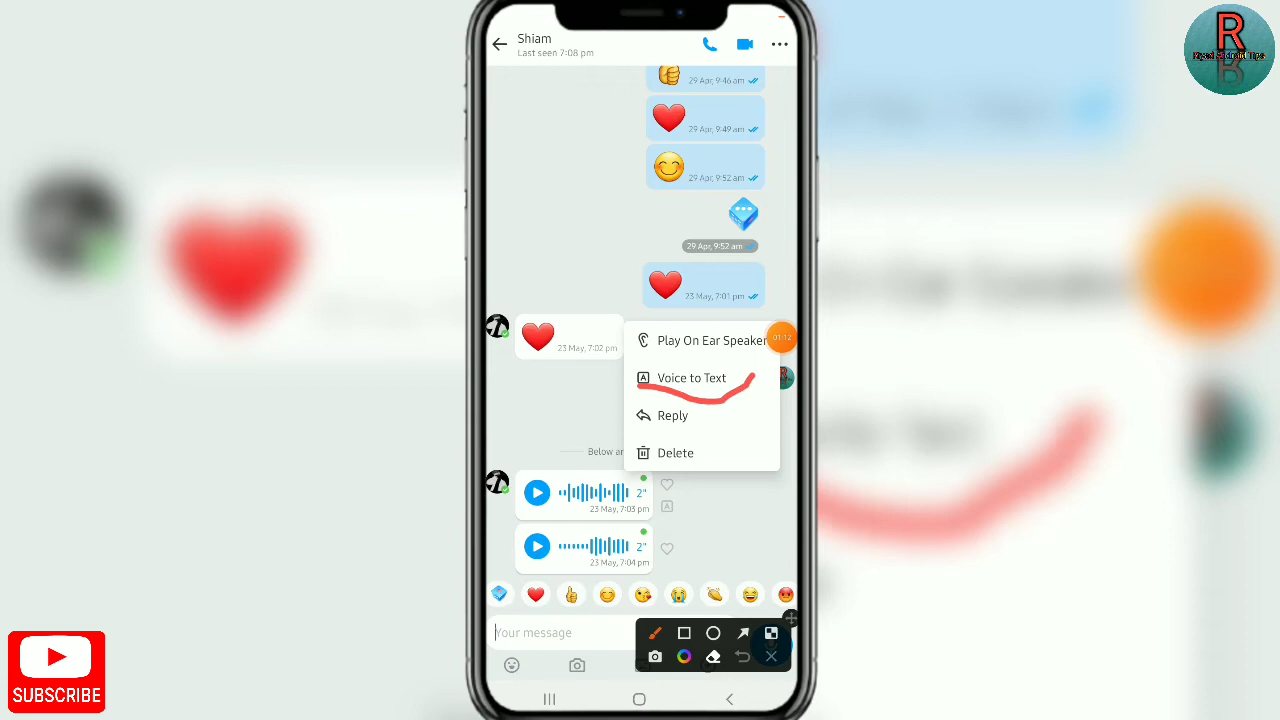 Shiam
Last seen 7:08 pm
29 Apr, 9:46 am
29 Apr, 9:49 am
29 Apr, 9:52 am
29 Apr, 9:52 am
23 May, 7:01 pm
23 May, 7:02 pm
Play On Ear Speaker
01:12
Voice to Text
Reply
Delete
Below ar
2"
23 May, 7:03 pm
2"
23 May, 7:04 pm
Your message
R
SUBSCRIBE